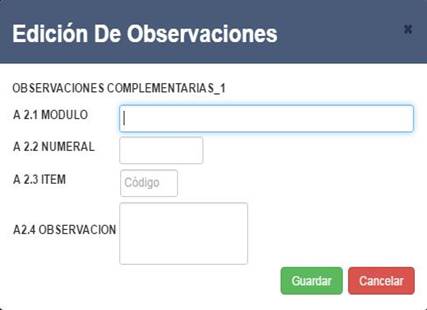 Edición De Observaciones ×
OBSERVACIONES COMPLEMENTARIAS_1
A 2.1 MODULO
A 2.2 NUMERAL
A 2.3 ITEM Código
A2.4 OBSERVACION
Guardar Cancelar